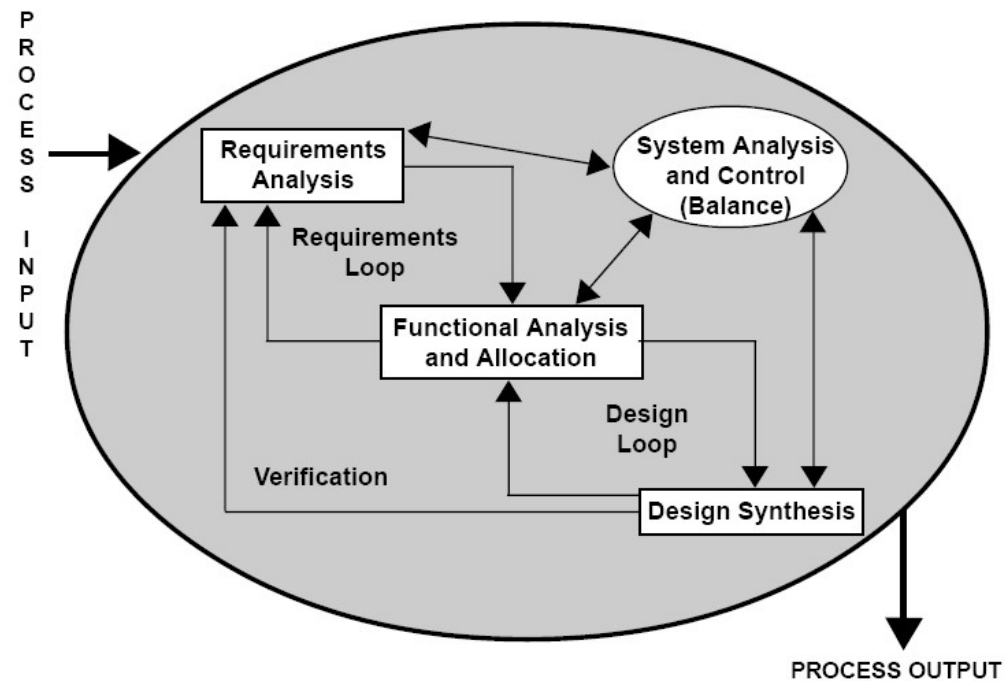 PROCESS INPUT
Requirements
Analysis
System Analysis
and Control
(Balance)
Requirements
Loop
Functional Analysis
and Allocation
Design
Loop
Verification
Design Synthesis
PROCESS OUTPUT